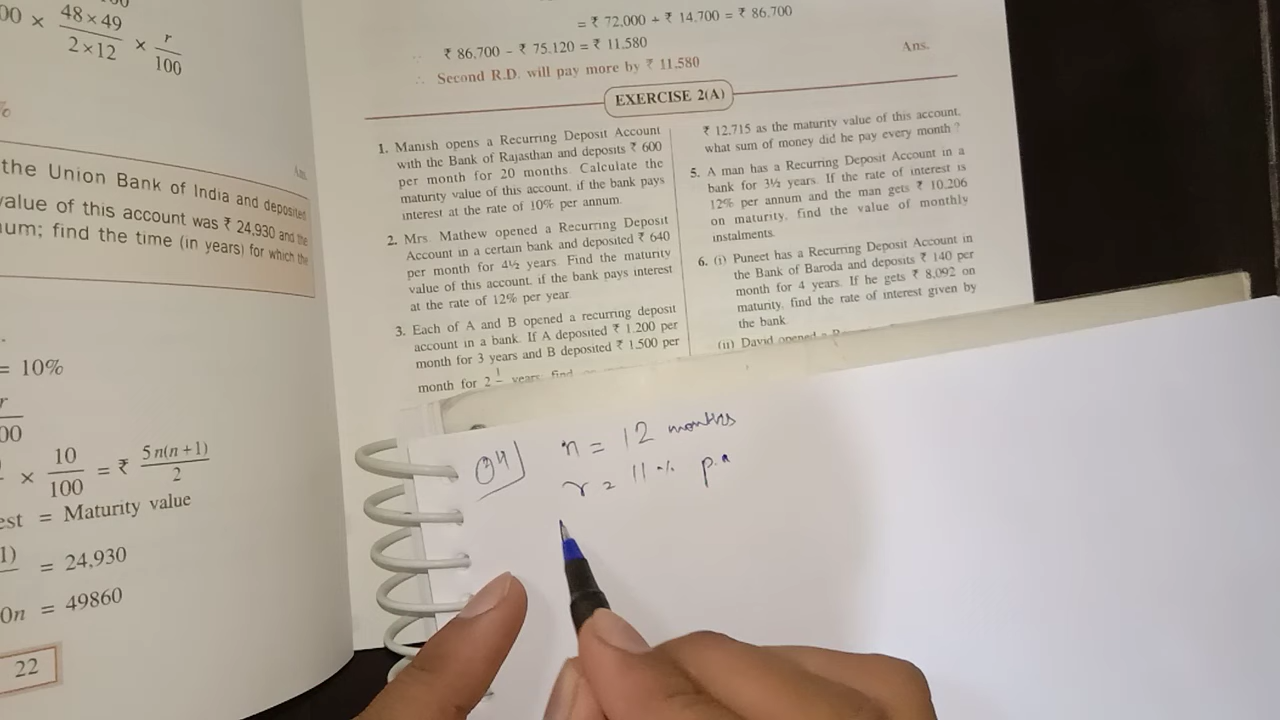 00 × 48×49 / 2×12 × r / 100
%
Ans.
the Union Bank of India and deposited
value of this account was ₹ 24,930 and the
um; find the time (in years) for which the
= 10%
r / 00
× 10 / 100 = ₹ 5n(n+1) / 2
est = Maturity value
1) = 24,930
0n = 49860
22
= ₹ 72,000 + ₹ 14,700 = ₹ 86,700
∴ ₹ 86,700 – ₹ 75,120 = ₹ 11,580
∴ Second R.D. will pay more by ₹ 11,580
Ans.
EXERCISE 2(A)
1. Manish opens a Recurring Deposit Account
with the Bank of Rajasthan and deposits ₹ 600
per month for 20 months. Calculate the
maturity value of this account, if the bank pays
interest at the rate of 10% per annum.
2. Mrs. Mathew opened a Recurring Deposit
Account in a certain bank and deposited ₹ 640
per month for 4½ years. Find the maturity
value of this account, if the bank pays interest
at the rate of 12% per year.
3. Each of A and B opened a recurring deposit
account in a bank. If A deposited ₹ 1,200 per
month for 3 years and B deposited ₹ 1,500 per
month for 2 1 years; find
₹ 12,715 as the maturity value of this account,
what sum of money did he pay every month ?
5. A man has a Recurring Deposit Account in a
bank for 3½ years. If the rate of interest is
12% per annum and the man gets ₹ 10,206
on maturity, find the value of monthly
instalments.
6. (i) Puneet has a Recurring Deposit Account in
the Bank of Baroda and deposits ₹ 140 per
month for 4 years. If he gets ₹ 8,092 on
maturity, find the rate of interest given by
the bank.
(ii) David opened a
Q4) n = 12 months
r = 11% p.a